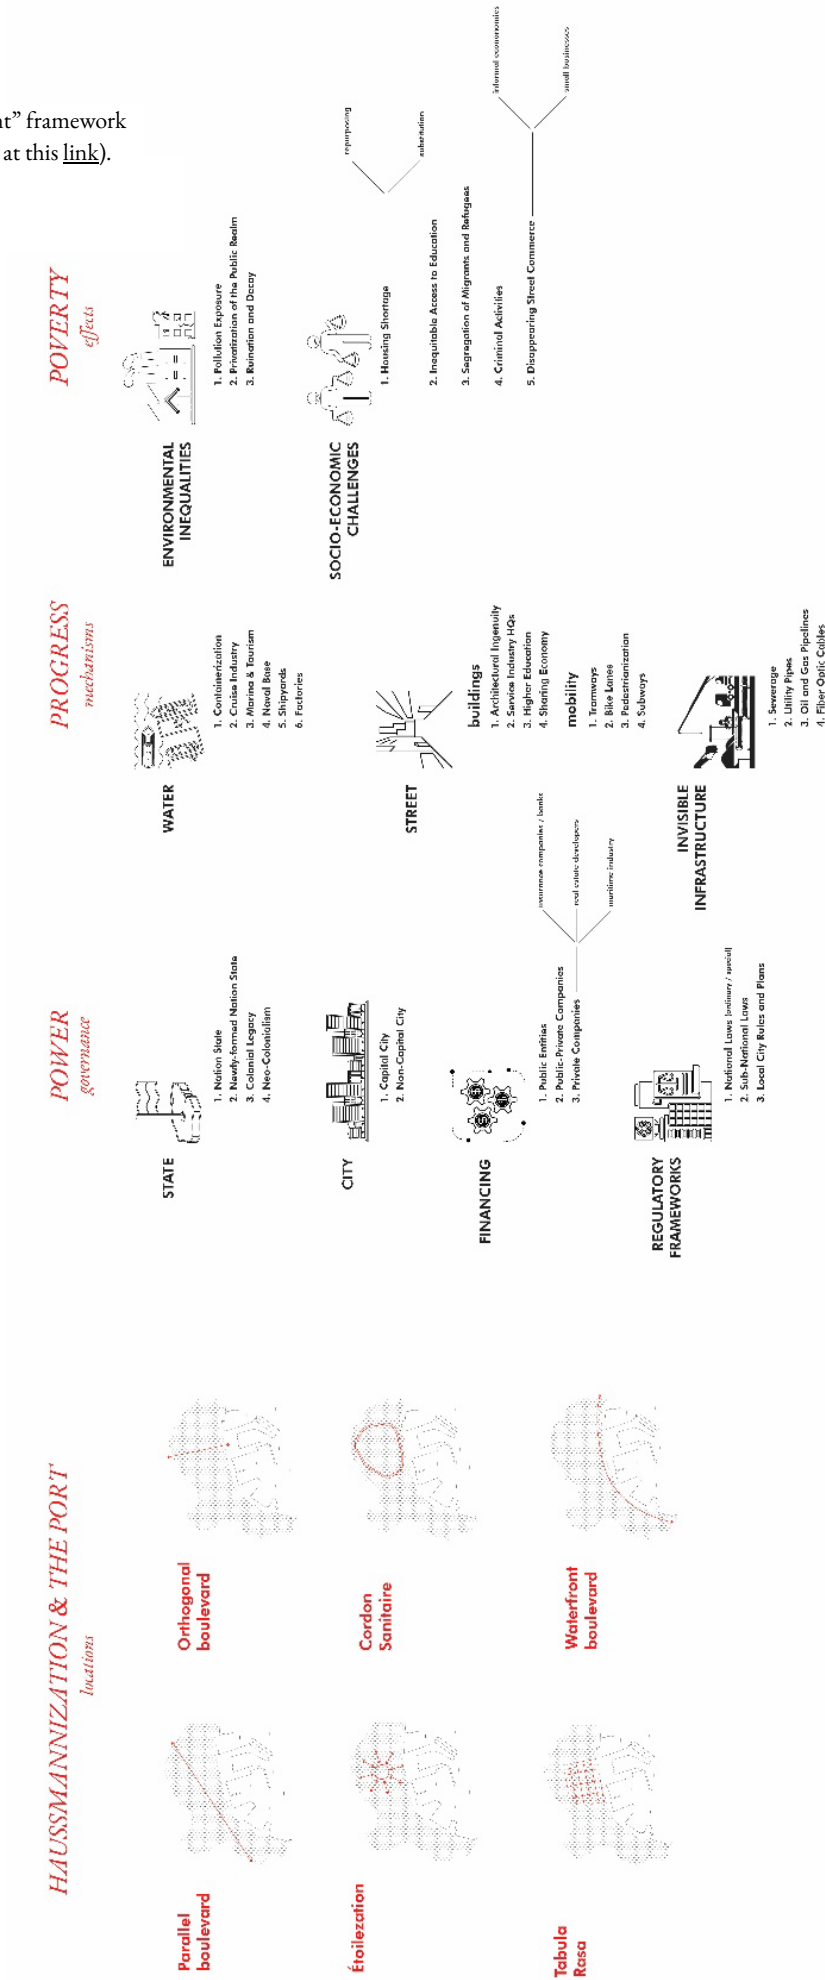 nt” framework
at this link).
HAUSSMANNIZATION & THE PORT
locations
Parallel
boulevard
Orthogonal
boulevard
Étoilezation
Cordon
Sanitaire
Tabula
Rasa
Waterfront
boulevard
POWER
governance
STATE
1. Nation State
2. Newly-formed Nation State
3. Colonial Legacy
4. Neo-Colonialism
CITY
1. Capital City
2. Non-Capital City
FINANCING
1. Public Entities
2. Public-Private Companies
3. Private Companies
insurance companies / banks
real estate developers
maritime industry
REGULATORY
FRAMEWORKS
1. National Laws (ordinary / special)
2. Sub-National Laws
3. Local City Rules and Plans
PROGRESS
mechanisms
WATER
1. Containerization
2. Cruise Industry
3. Marina & Tourism
4. Naval Base
5. Shipyards
6. Factories
STREET
buildings
1. Architectural Ingenuity
2. Service Industry HQs
3. Higher Education
4. Sharing Economy
mobility
1. Tramways
2. Bike Lanes
3. Pedestrianization
4. Subways
INVISIBLE
INFRASTRUCTURE
1. Sewerage
2. Utility Pipes
3. Oil and Gas Pipelines
4. Fiber Optic Cables
POVERTY
effects
ENVIRONMENTAL
INEQUALITIES
1. Pollution Exposure
2. Privatization of the Public Realm
3. Ruination and Decay
SOCIO-ECONOMIC
CHALLENGES
1. Housing Shortage
repurposing
substitution
2. Inequitable Access to Education
3. Segregation of Migrants and Refugees
4. Criminal Activities
5. Disappearing Street Commerce
informal economies
small businesses